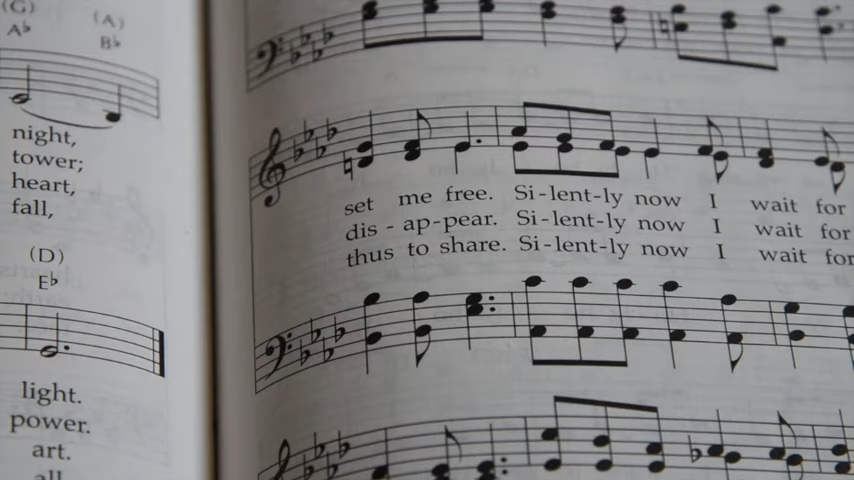 (G) (A)
A♭ B♭
night,
tower;
heart,
fall,
(D)
E♭
light.
power.
art.
all
set me free. Si-lent-ly now I wait for
dis - ap-pear. Si-lent-ly now I wait for
thus to share. Si-lent-ly now I wait for